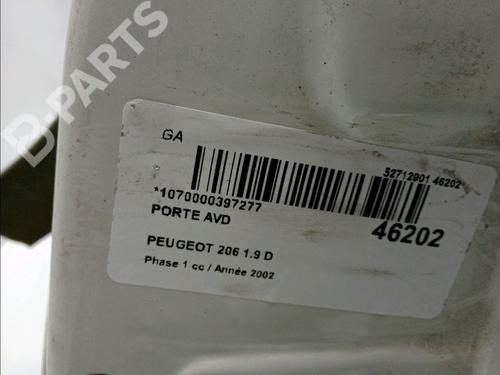 B-PARTS
GA
52712901 46202
*1070000397277
46202
PORTE AVD
PEUGEOT 206 1.9 D
Phase 1 cc / Année 2002